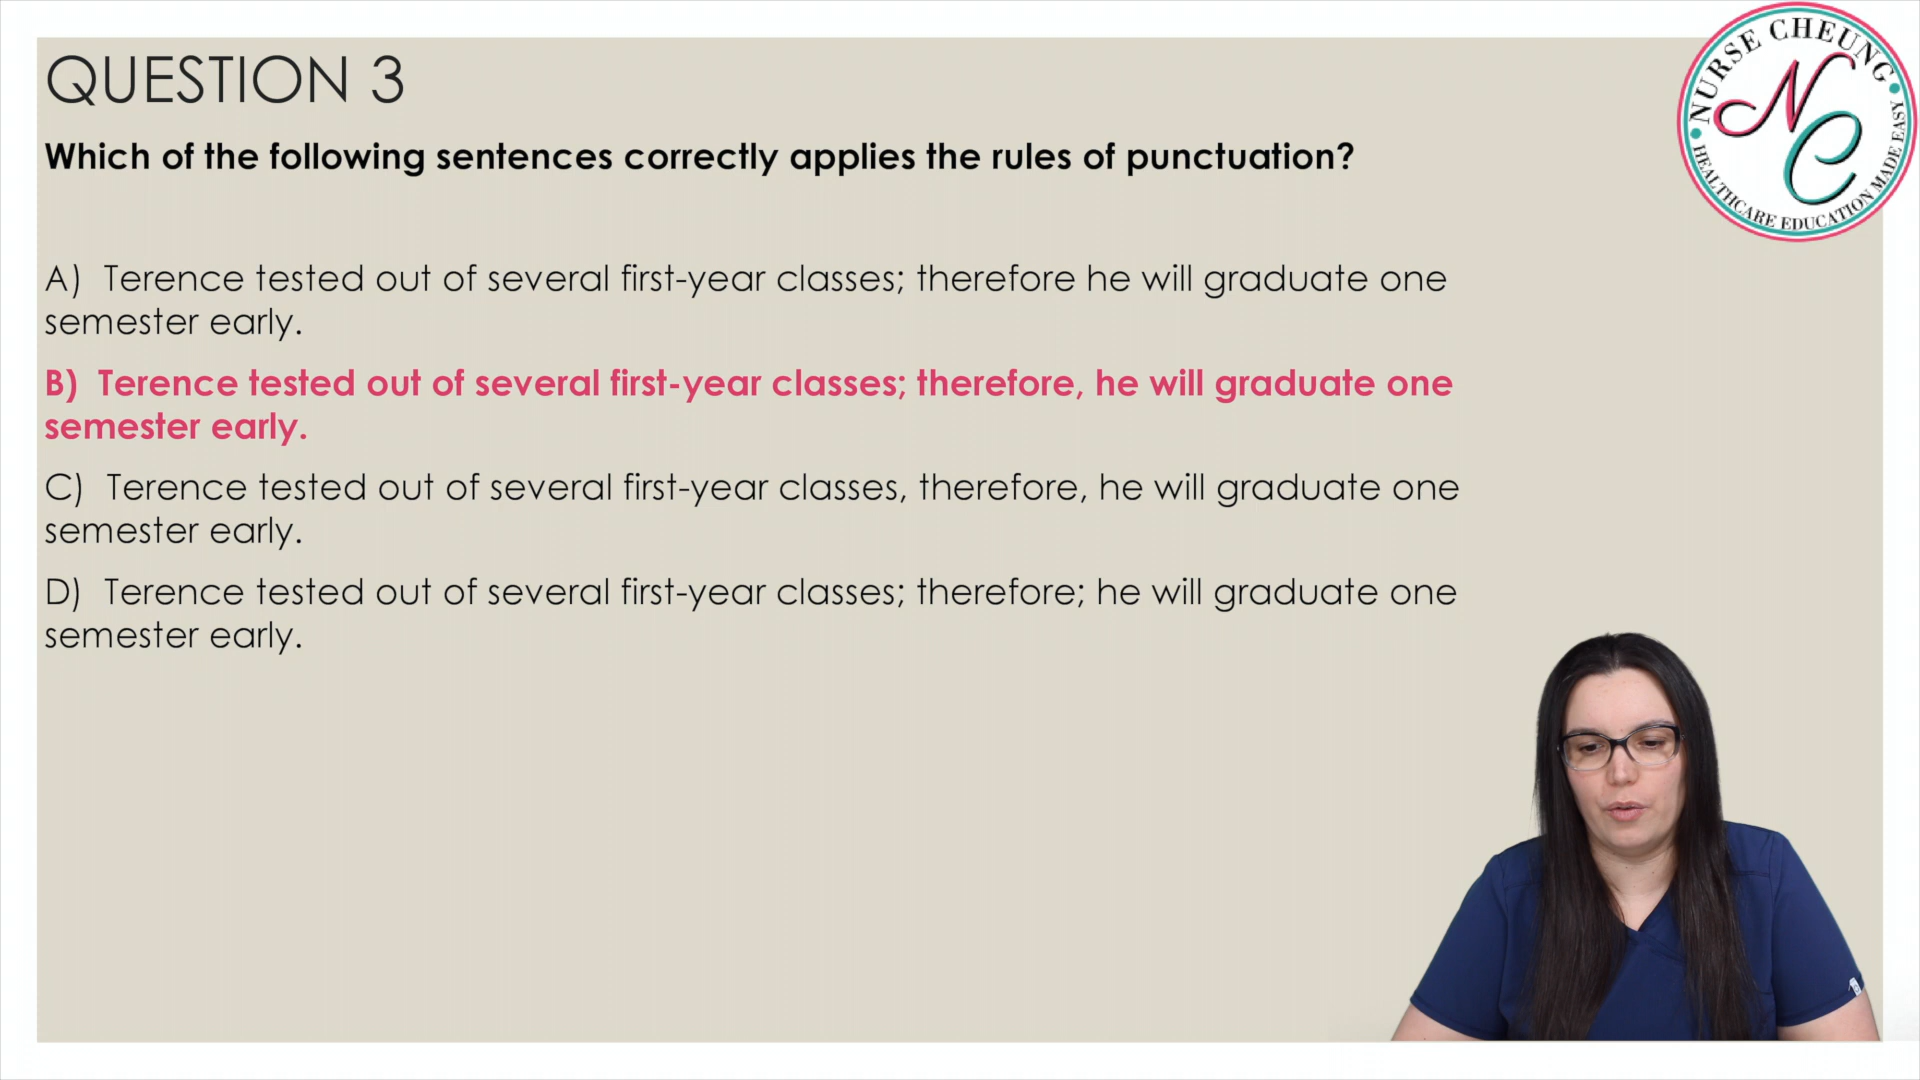 QUESTION 3
Which of the following sentences correctly applies the rules of punctuation?
A) Terence tested out of several first-year classes; therefore he will graduate one
semester early.
B) Terence tested out of several first-year classes; therefore, he will graduate one
semester early.
C) Terence tested out of several first-year classes, therefore, he will graduate one
semester early.
D) Terence tested out of several first-year classes; therefore; he will graduate one
semester early.
• NURSE CHEUNG •
NC
HEALTHCARE EDUCATION MADE EASY